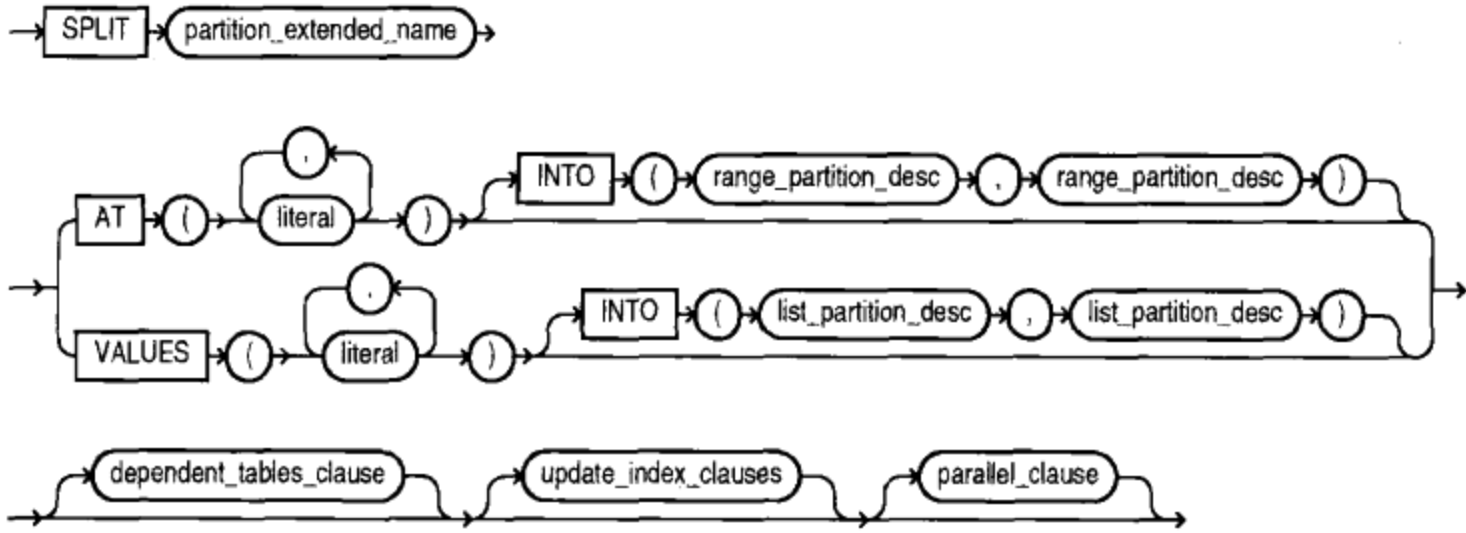 SPLIT partition_extended_name
,
INTO ( range_partition_desc , range_partition_desc )
AT ( literal )
,
INTO ( list_partition_desc , list_partition_desc )
VALUES ( literal )
dependent_tables_clause update_index_clauses parallel_clause